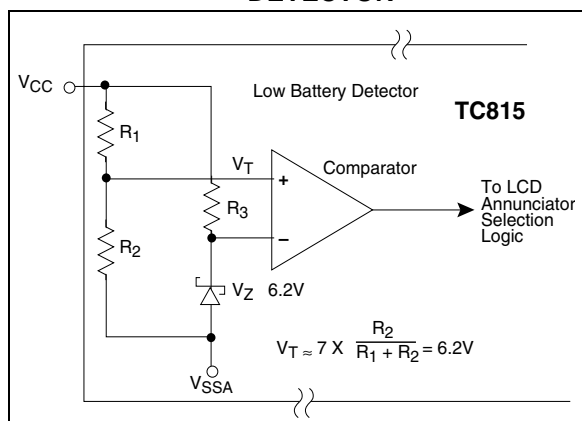 DETECTOR
VCC
Low Battery Detector
TC815
R1
VT
Comparator
+
R3
To LCD
Annunciator
Selection
Logic
R2
–
VZ 6.2V
VT ≈ 7 X R2 / R1 + R2 = 6.2V
VSSA